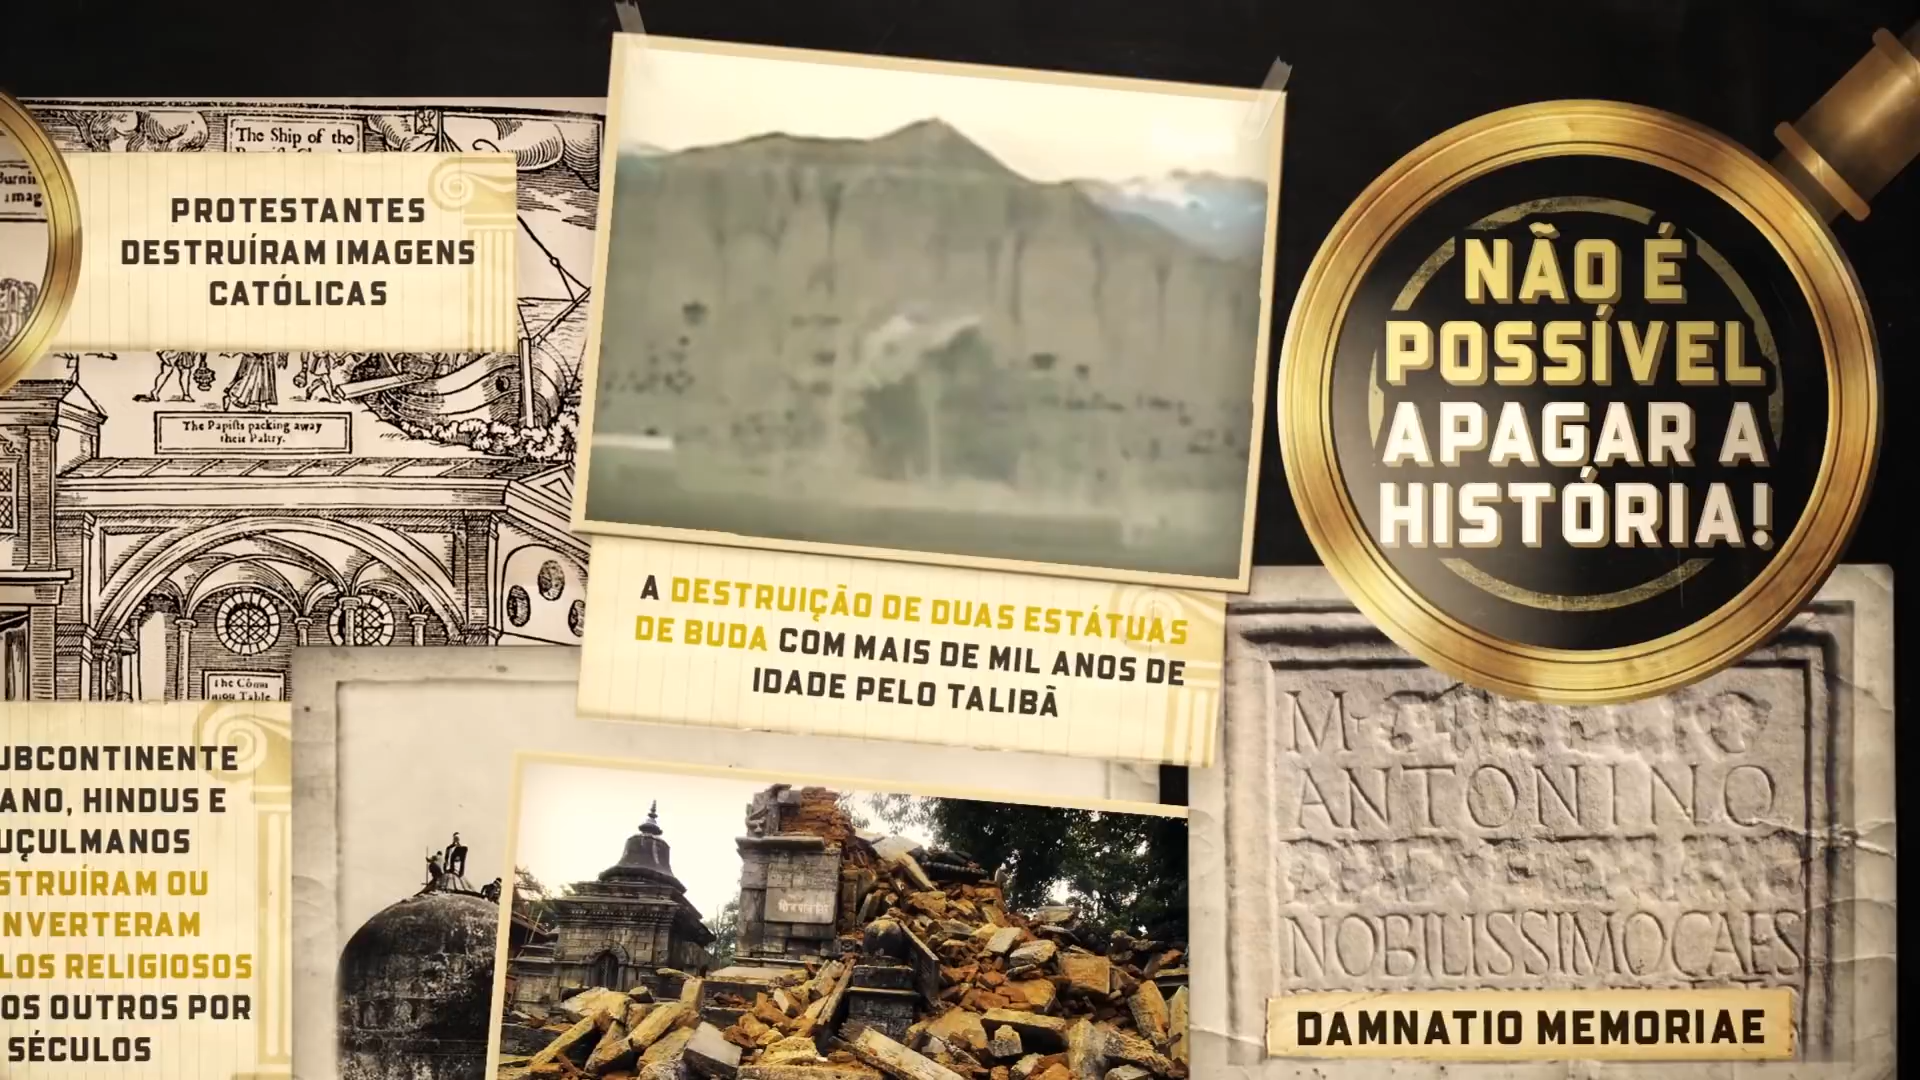 The Ship of the
PROTESTANTES
DESTRUÍRAM IMAGENS
CATÓLICAS
The Papists packing away
their Paltry.
A DESTRUIÇÃO DE DUAS ESTÁTUAS
DE BUDA COM MAIS DE MIL ANOS DE
IDADE PELO TALIBÃ
NÃO É
POSSÍVEL
APAGAR A
HISTÓRIA!
UBCONTINENTE
ANO, HINDUS E
UÇULMANOS
STRUÍRAM OU
NVERTERAM
LOS RELIGIOSOS
OS OUTROS POR
SÉCULOS
ANTONINO
NOBILISSIMOCAES
DAMNATIO MEMORIAE